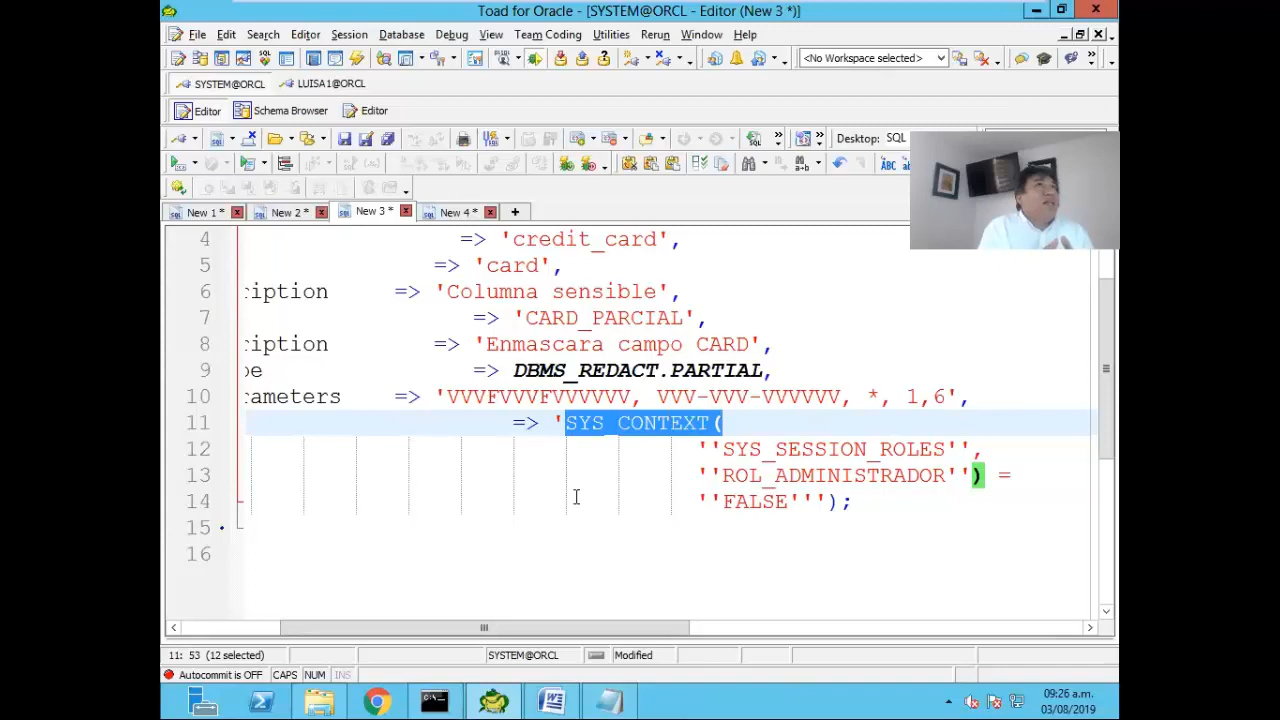 Toad for Oracle - [SYSTEM@ORCL - Editor (New 3 *)]
File Edit Search Editor Session Database Debug View Team Coding Utilities Rerun Window Help
<No Workspace selected>
SYSTEM@ORCL LUISA1@ORCL
Editor Schema Browser Editor
Desktop: SQL
New 1 * New 2 * New 3 * New 4 *
4 => 'credit_card',
5 => 'card',
6 ription => 'Columna sensible',
7 => 'CARD_PARCIAL',
8 ription => 'Enmascara campo CARD',
9 pe => DBMS_REDACT.PARTIAL,
10 rameters => 'VVVFVVVFVVVVVV, VVV-VVV-VVVVVV, *, 1,6',
11 => 'SYS_CONTEXT(
12 ''SYS_SESSION_ROLES'',
13 ''ROL_ADMINISTRADOR'') =
14 ''FALSE''');
15
16
11: 53 (12 selected) SYSTEM@ORCL Modified
Autocommit is OFF CAPS NUM INS
09:26 a.m.
03/08/2019